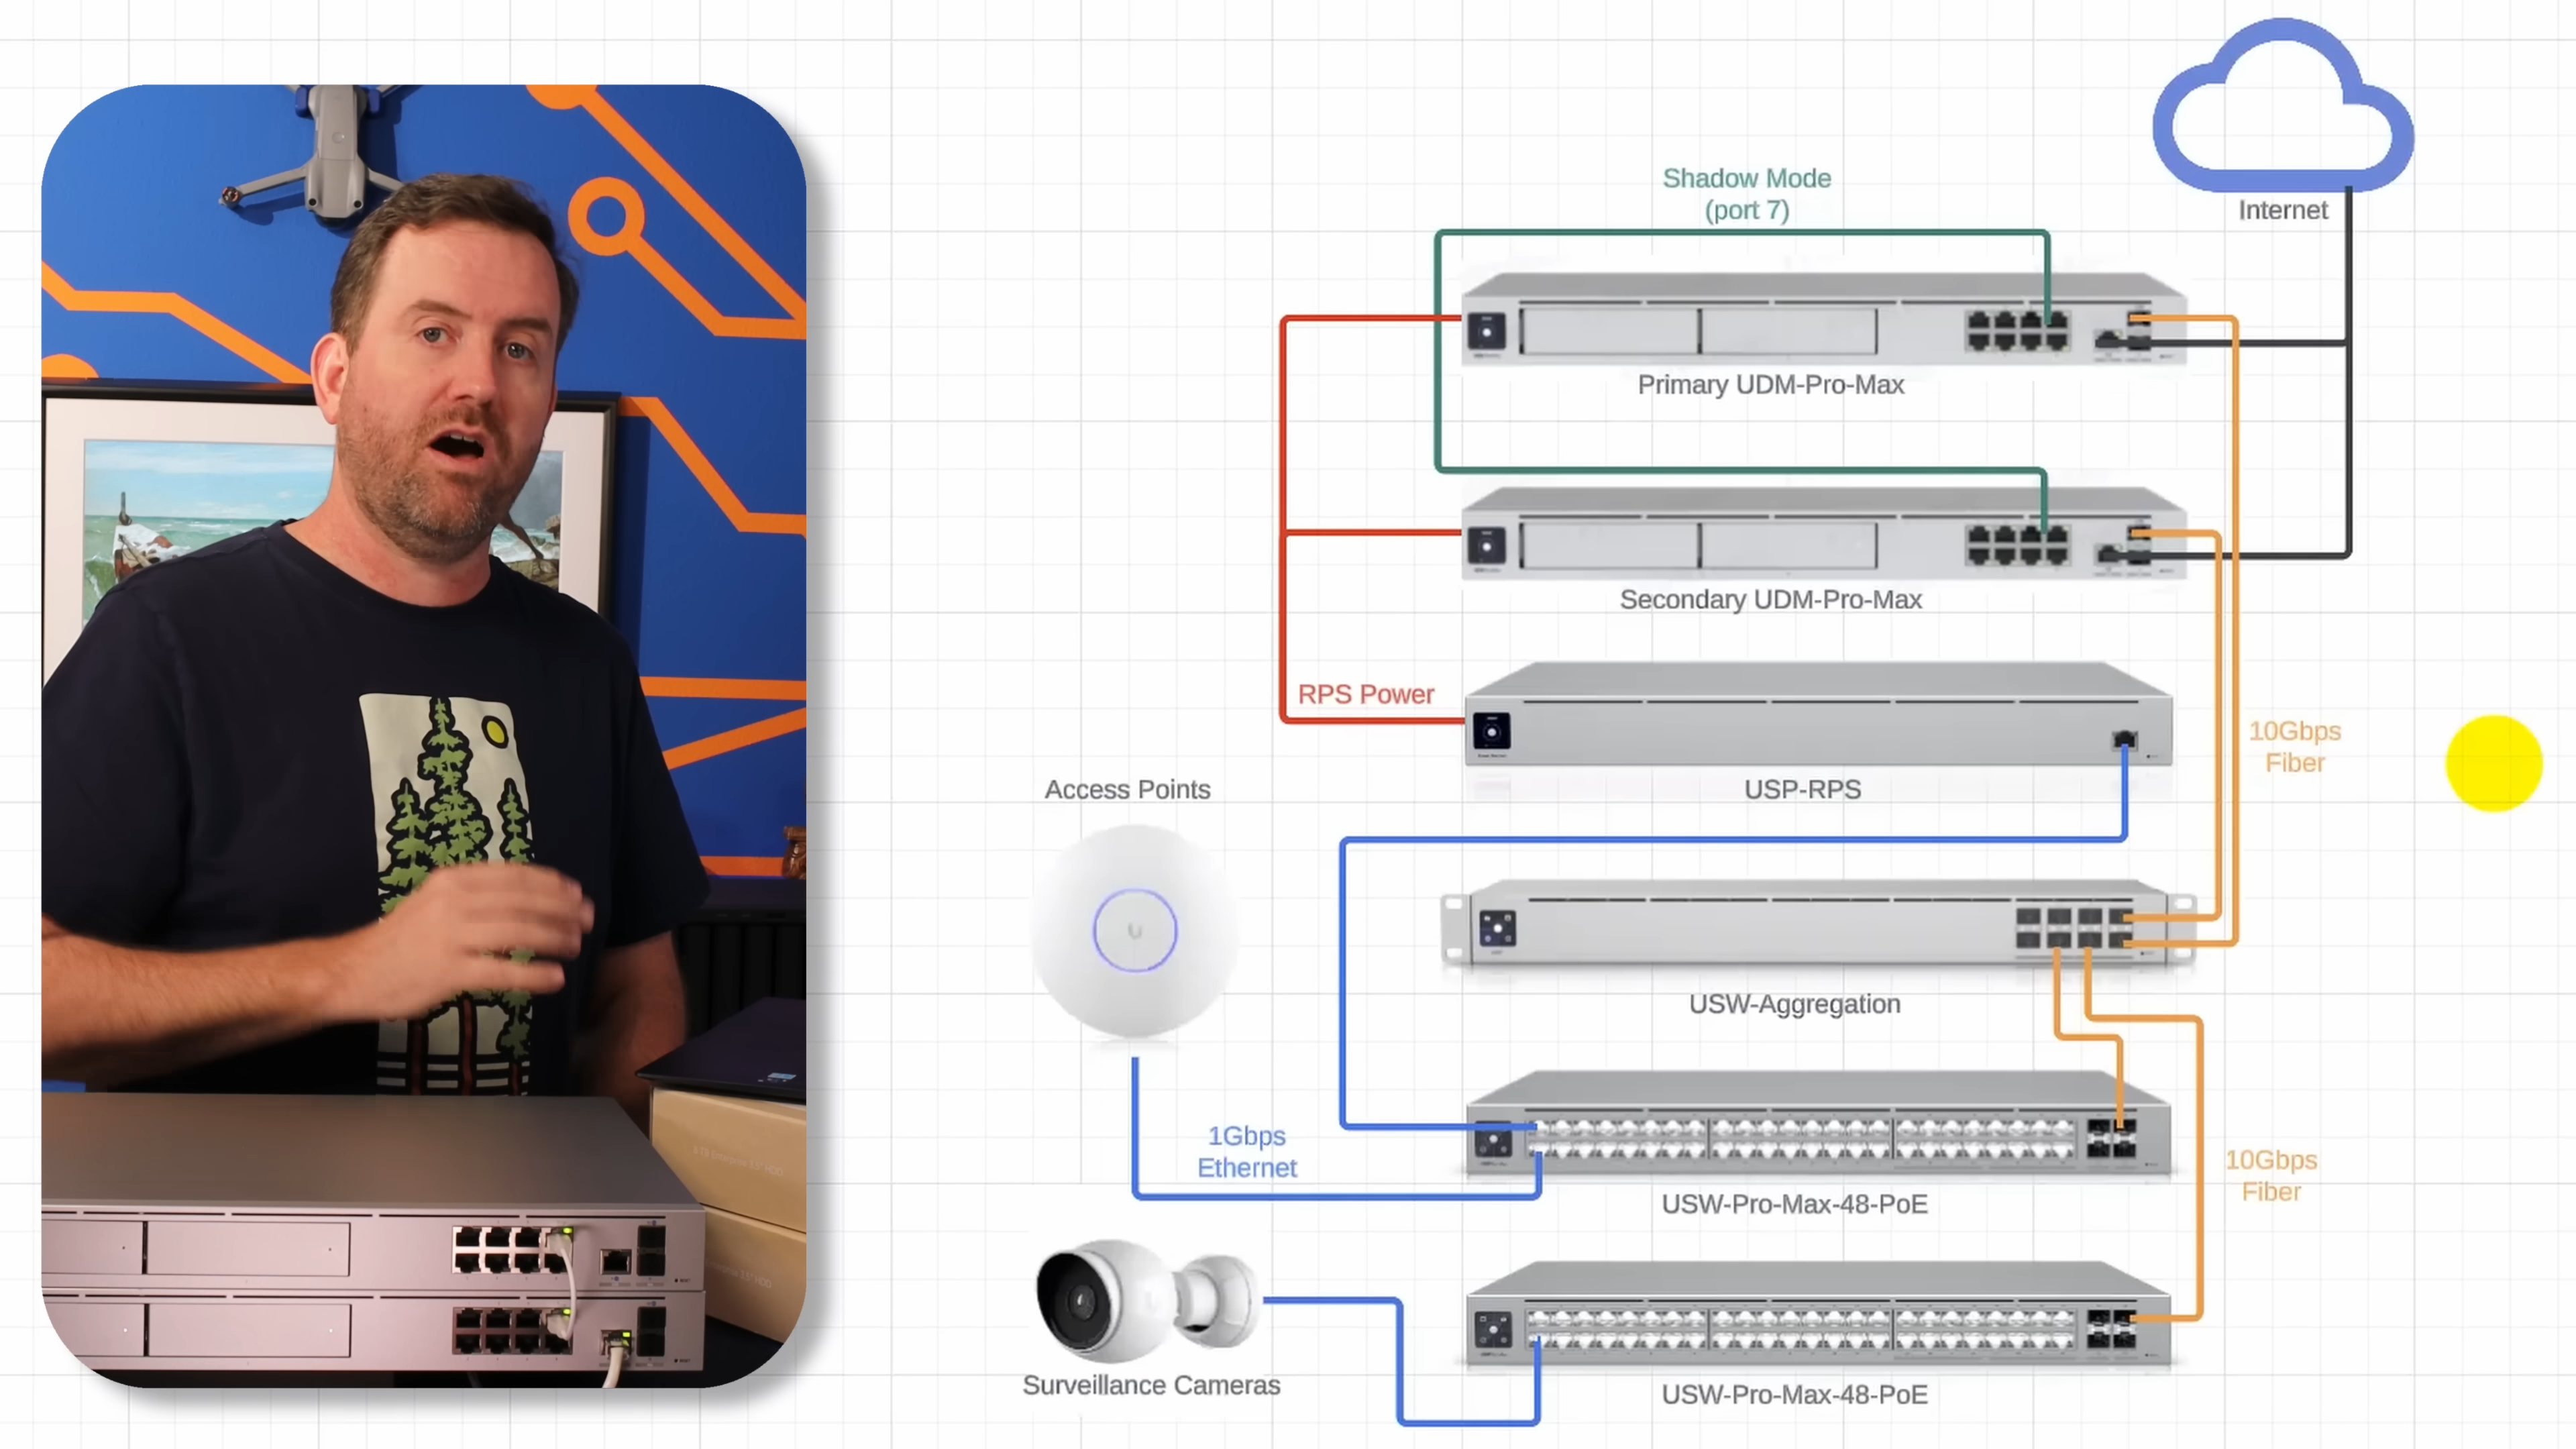 Internet
Shadow Mode
(port 7)
Primary UDM-Pro-Max
Secondary UDM-Pro-Max
RPS Power
USP-RPS
10Gbps
Fiber
Access Points
USW-Aggregation
1Gbps
Ethernet
USW-Pro-Max-48-PoE
10Gbps
Fiber
Surveillance Cameras
USW-Pro-Max-48-PoE